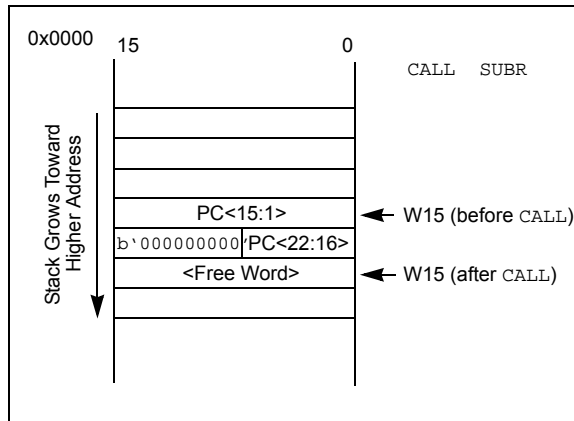 0x0000
15 0
CALL SUBR
Stack Grows Toward
Higher Address
PC<15:1>
W15 (before CALL)
b‘000000000’ PC<22:16>
<Free Word>
W15 (after CALL)